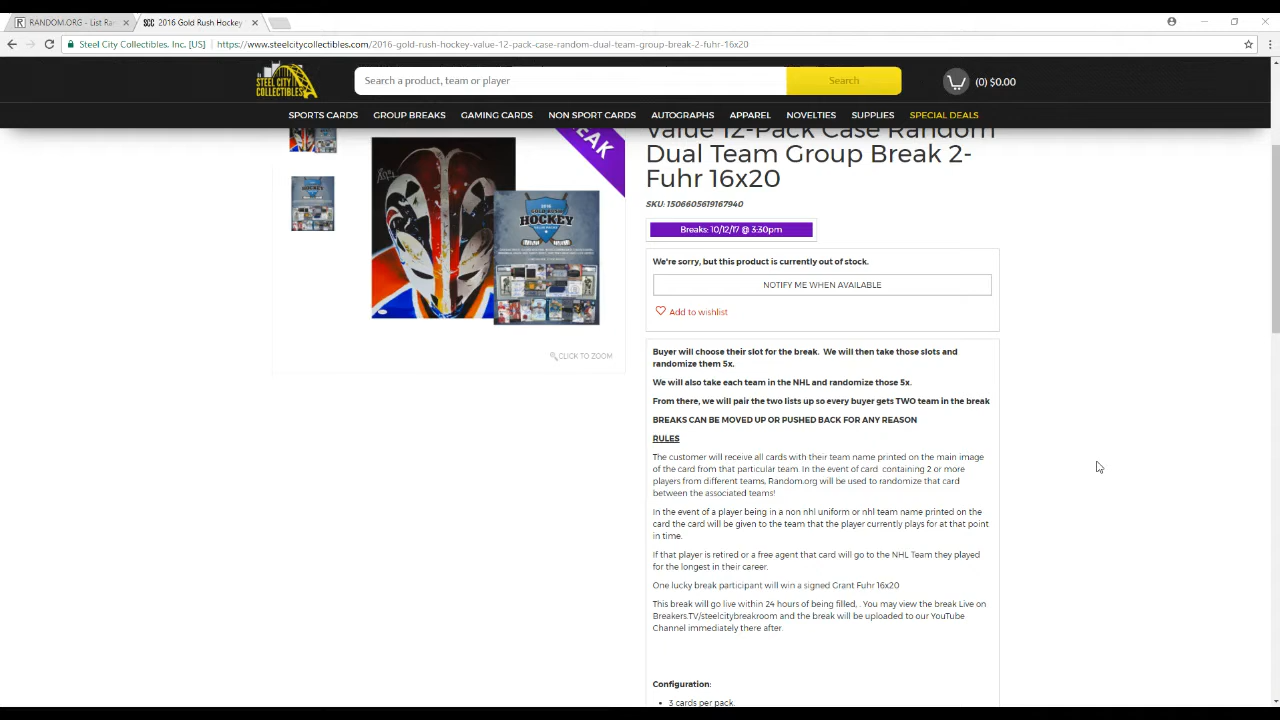 RANDOM.ORG - List Ra
2016 Gold Rush Hockey
Steel City Collectibles. Inc. [US]
https://www.steelcitycollectibles.com/2016-gold-rush-hockey-value-12-pack-case-random-dual-team-group-break-2-fuhr-16x20
STEEL CITY
COLLECTIBLES
Search a product, team or player
Search
(0) $0.00
SPORTS CARDS
GROUP BREAKS
GAMING CARDS
NON SPORT CARDS
AUTOGRAPHS
APPAREL
NOVELTIES
SUPPLIES
SPECIAL DEALS
Value 12-Pack Case Random
Dual Team Group Break 2-
Fuhr 16x20
SKU: 1506605619167940
Breaks: 10/12/17 @ 3:30pm
We're sorry, but this product is currently out of stock.
NOTIFY ME WHEN AVAILABLE
Add to wishlist
2016
GOLD RUSH
HOCKEY
CLICK TO ZOOM
Buyer will choose their slot for the break. We will then take those slots and
randomize them 5x.
We will also take each team in the NHL and randomize those 5x.
From there, we will pair the two lists up so every buyer gets TWO team in the break
BREAKS CAN BE MOVED UP OR PUSHED BACK FOR ANY REASON
RULES
The customer will receive all cards with their team name printed on the main image
of the card from that particular team. In the event of card containing 2 or more
players from different teams, Random.org will be used to randomize that card
between the associated teams!
In the event of a player being in a non nhl uniform or nhl team name printed on the
card the card will be given to the team that the player currently plays for at that point
in time.
If that player is retired or a free agent that card will go to the NHL Team they played
for the longest in their career.
One lucky break participant will win a signed Grant Fuhr 16x20
This break will go live within 24 hours of being filled, . You may view the break Live on
Breakers.TV/steelcitybreakroom and the break will be uploaded to our YouTube
Channel immediately there after.
Configuration:
3 cards per pack.